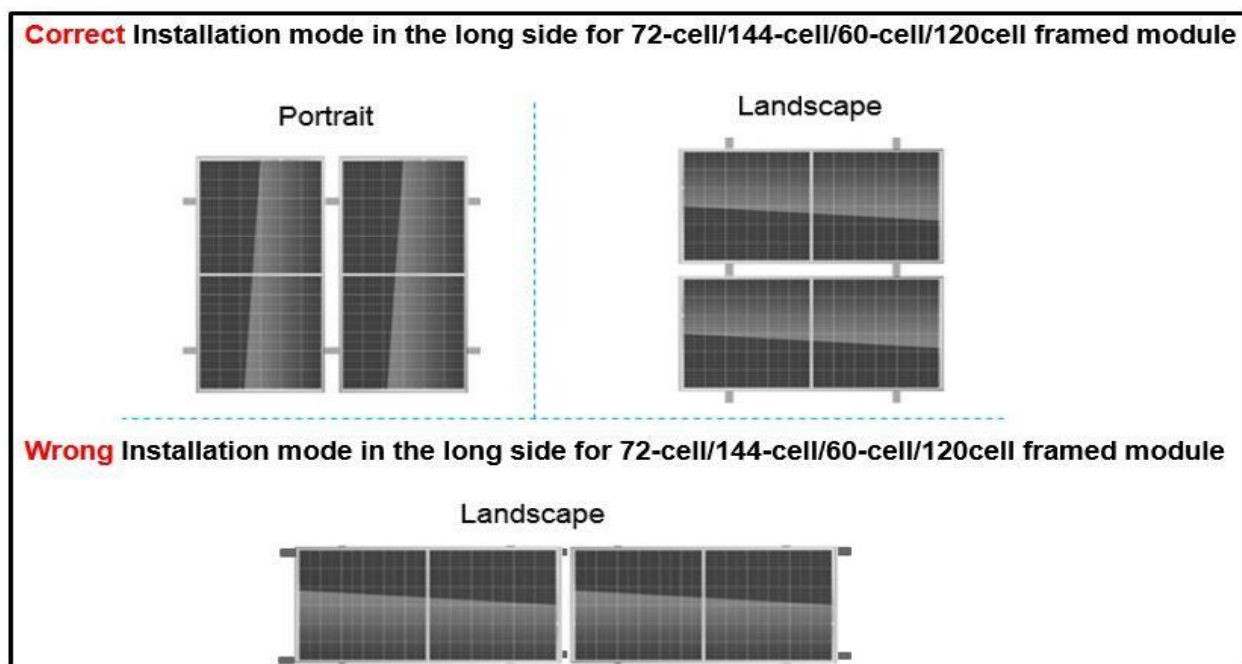 Correct Installation mode in the long side for 72-cell/144-cell/60-cell/120cell framed module
Portrait
Landscape
Wrong Installation mode in the long side for 72-cell/144-cell/60-cell/120cell framed module
Landscape